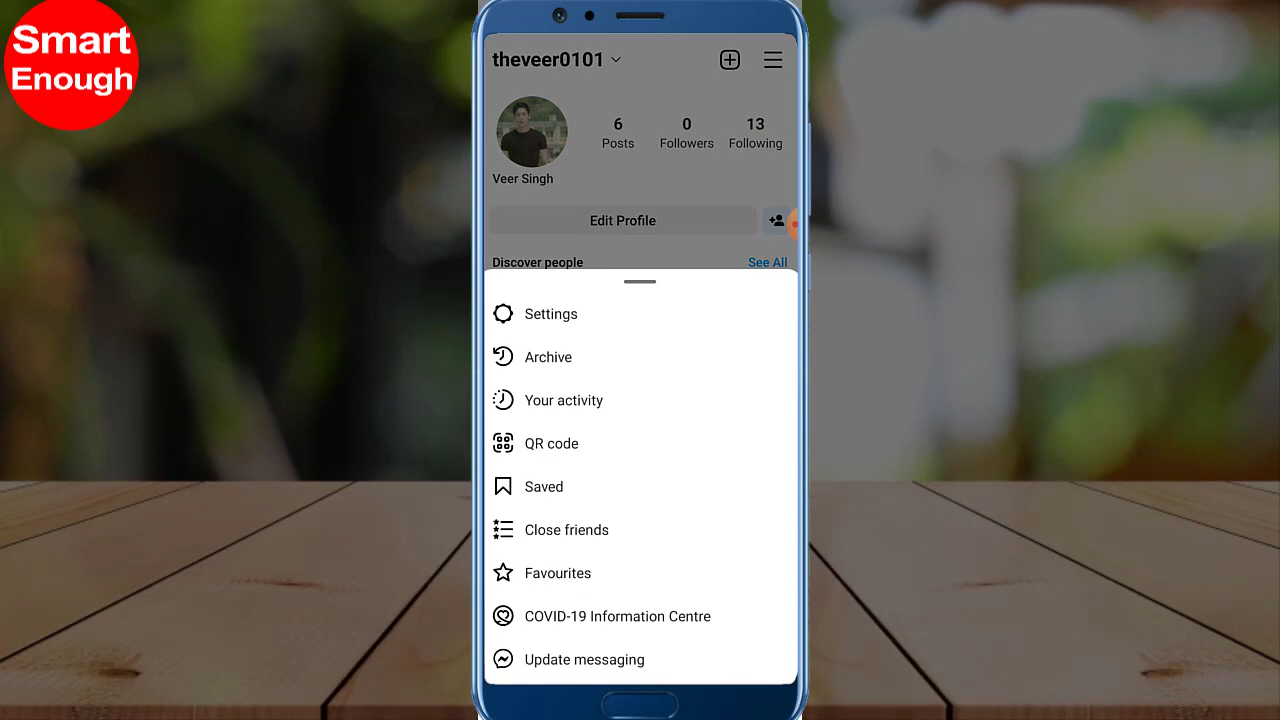 Smart
Enough
theveer0101
6 0 13
Posts Followers Following
Veer Singh
Edit Profile
Discover people See All
Settings
Archive
Your activity
QR code
Saved
Close friends
Favourites
COVID-19 Information Centre
Update messaging